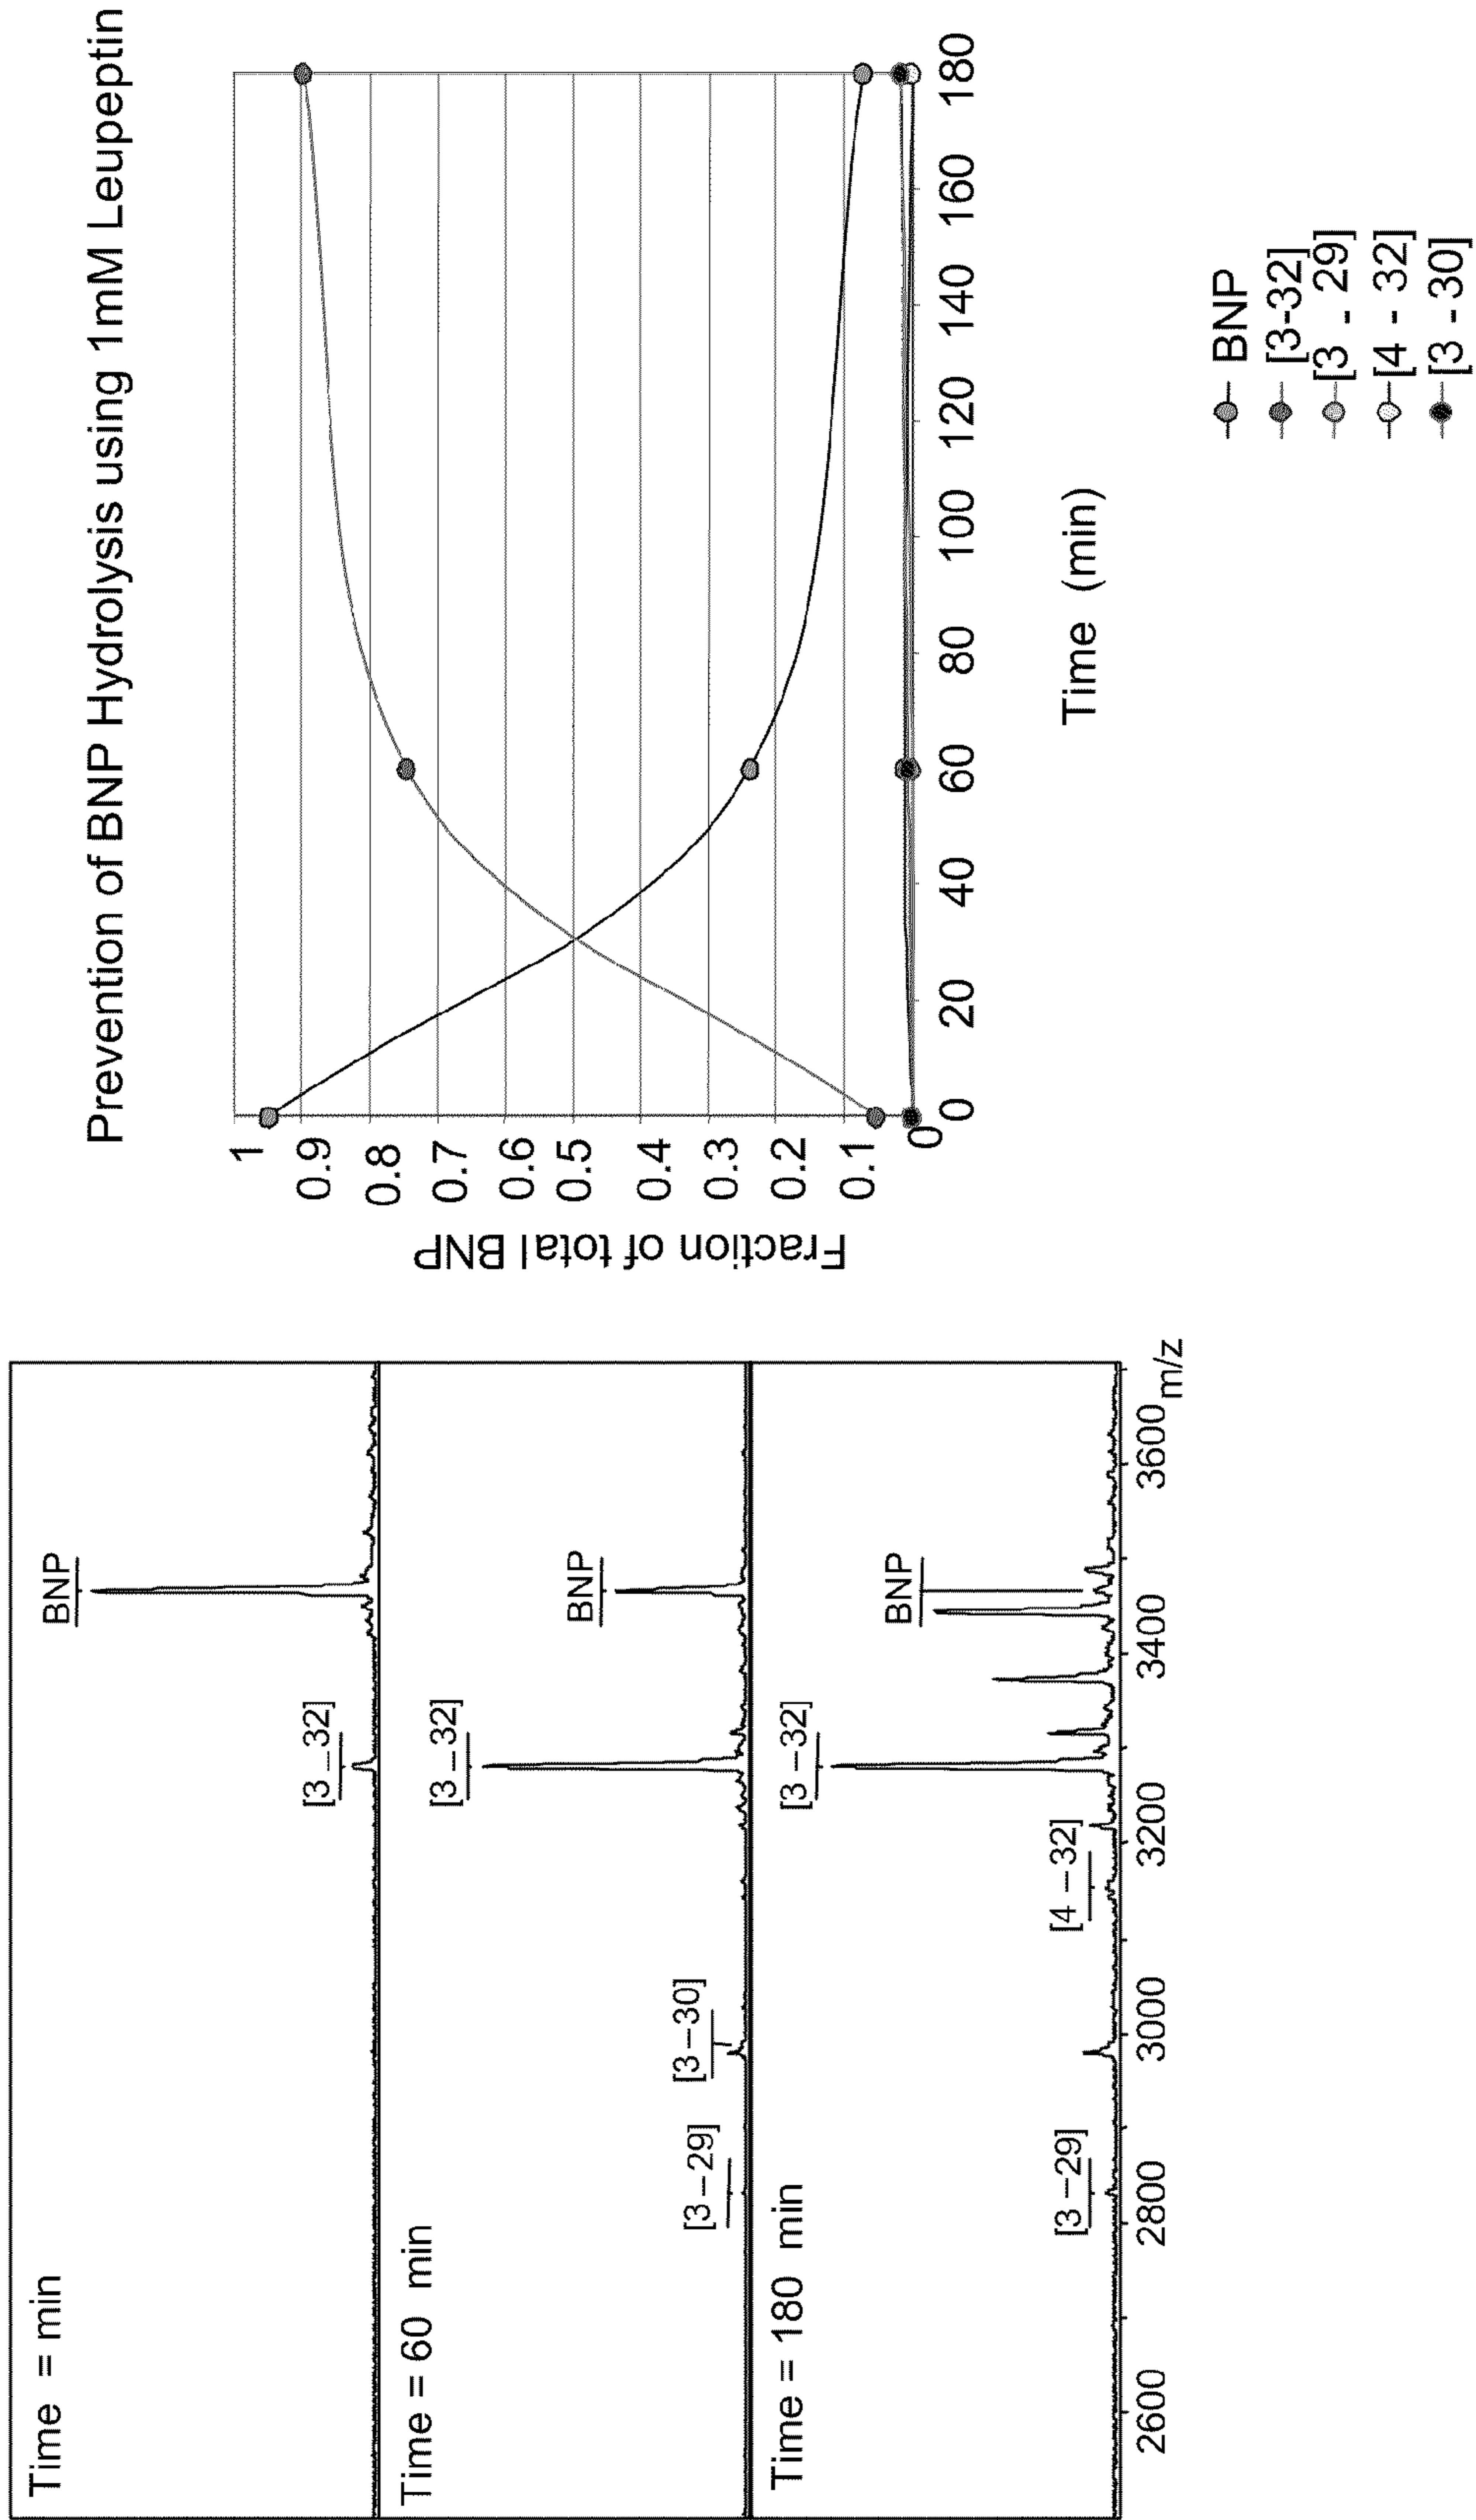 Time = min
BNP
[3 – 32]
Time = 60 min
BNP
[3 – 32]
[3 – 30]
[3 – 29]
Time = 180 min
BNP
[3 – 32]
[4 – 32]
[3 – 29]
2600 2800 3000 3200 3400 3600 m/z
Prevention of BNP Hydrolysis using 1mM Leupeptin
Fraction of total BNP
1
0.9
0.8
0.7
0.6
0.5
0.4
0.3
0.2
0.1
0
0 20 40 60 80 100 120 140 160 180
Time (min)
BNP
[3-32]
[3 - 29]
[4 - 32]
[3 - 30]